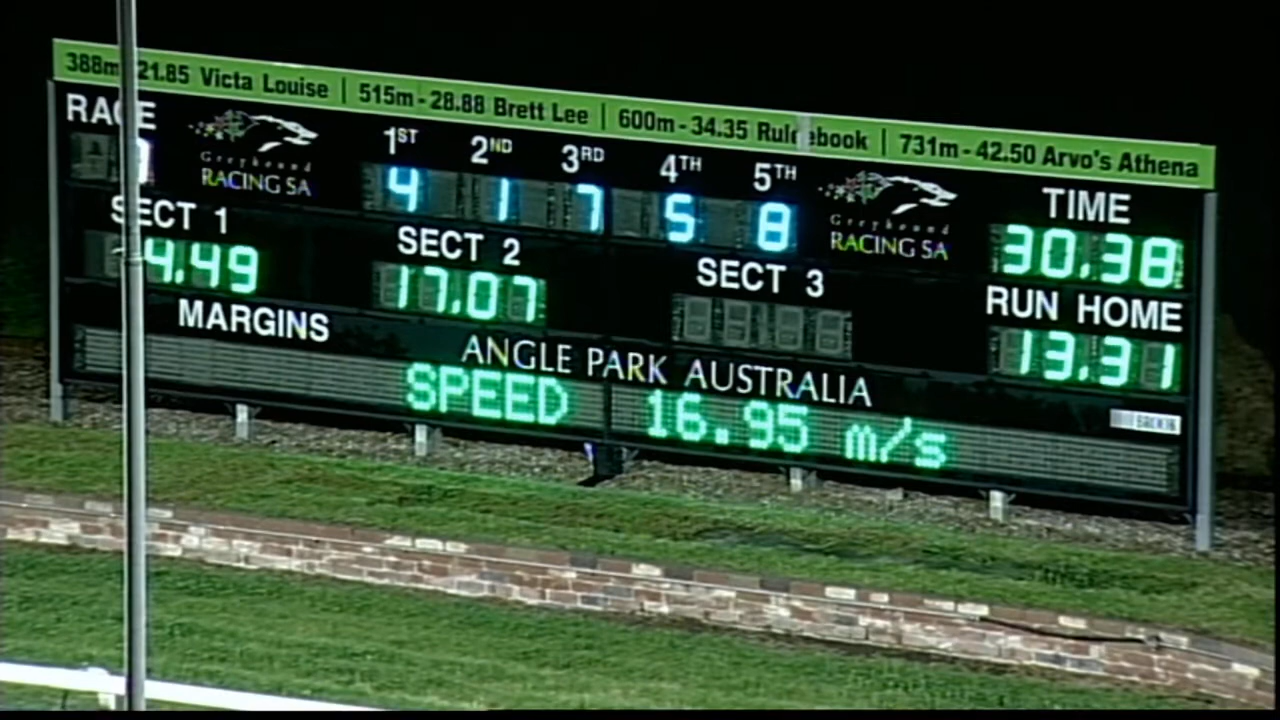 388m 21.85 Victa Louise | 515m - 28.88 Brett Lee | 600m - 34.35 Rulebook | 731m - 42.50 Arvo's Athena
RACE
Greyhound
RACING SA
1ST 2ND 3RD 4TH 5TH
4 1 7 5 8
Greyhound
RACING SA
TIME
30.38
SECT 1
4.49
SECT 2
17.07
SECT 3
RUN HOME
13.31
MARGINS
ANGLE PARK AUSTRALIA
SPEED 16.95 m/s